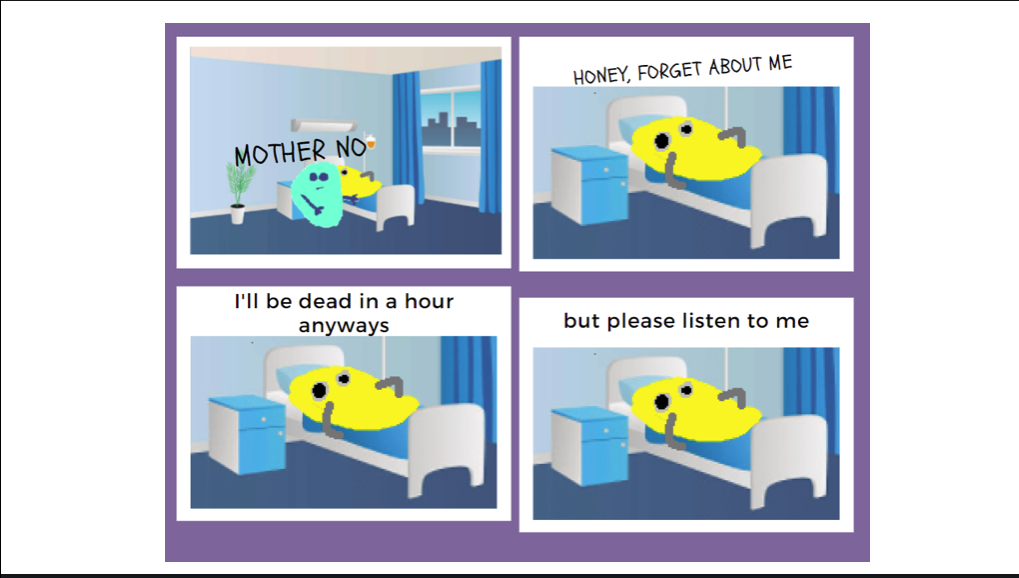 MOTHER NO
HONEY, FORGET ABOUT ME
I'll be dead in a hour
anyways
but please listen to me